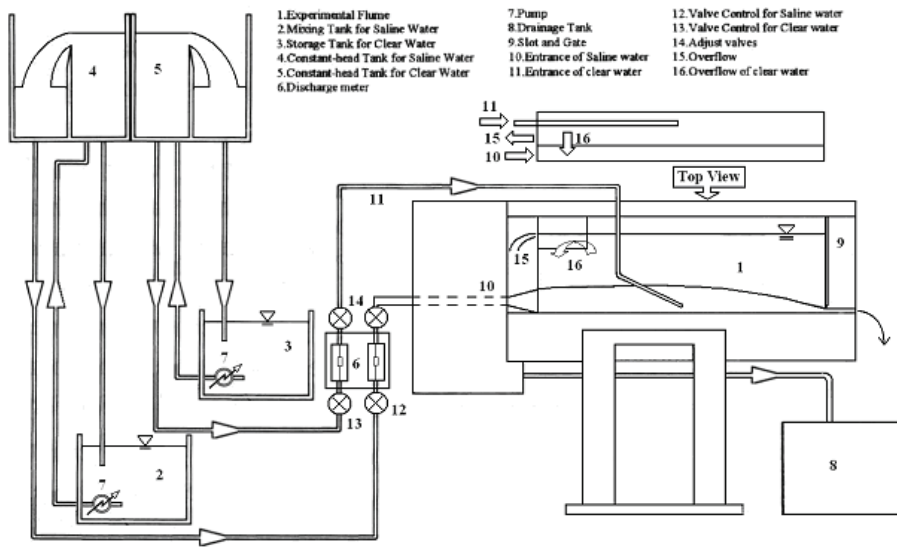 1.Experimental Flume
2.Mixing Tank for Saline Water
3.Storage Tank for Clear Water
4.Constant-head Tank for Saline Water
5.Constant-head Tank for Clear Water
6.Discharge meter
7.Pump
8.Drainage Tank
9.Slot and Gate
10.Entrance of Saline water
11.Entrance of clear water
12.Valve Control for Saline water
13.Valve Control for Clear water
14.Adjust valves
15.Overflow
16.Overflow of clear water
4
5
11
15
16
10
Top View
11
9
15
16
1
10
14
3
7
6
13
12
2
7
8